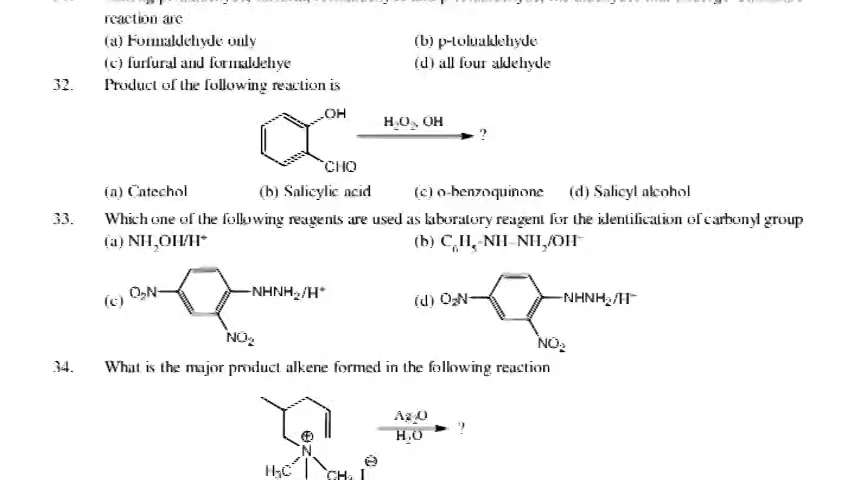 reaction are
(a) Formaldehyde only (b) p-tolualdehyde
(c) furfural and formaldehye (d) all four aldehyde
32. Product of the following reaction is
OH
H₂O₂, OH
?
CHO
(a) Catechol (b) Salicylic acid (c) o-benzoquinone (d) Salicyl alcohol
33. Which one of the following reagents are used as laboratory reagent for the identification of carbonyl group
(a) NH₂OH/H⁺ (b) C₆H₅-NH-NH₂/OH⁻
(c) O₂N NHNH₂/H⁺ (d) O₂N NHNH₂/H⁻
NO₂ NO₂
34. What is the major product alkene formed in the following reaction
Ag₂O
H₂O
?
⊕
N
H₃C CH₃ I⊖